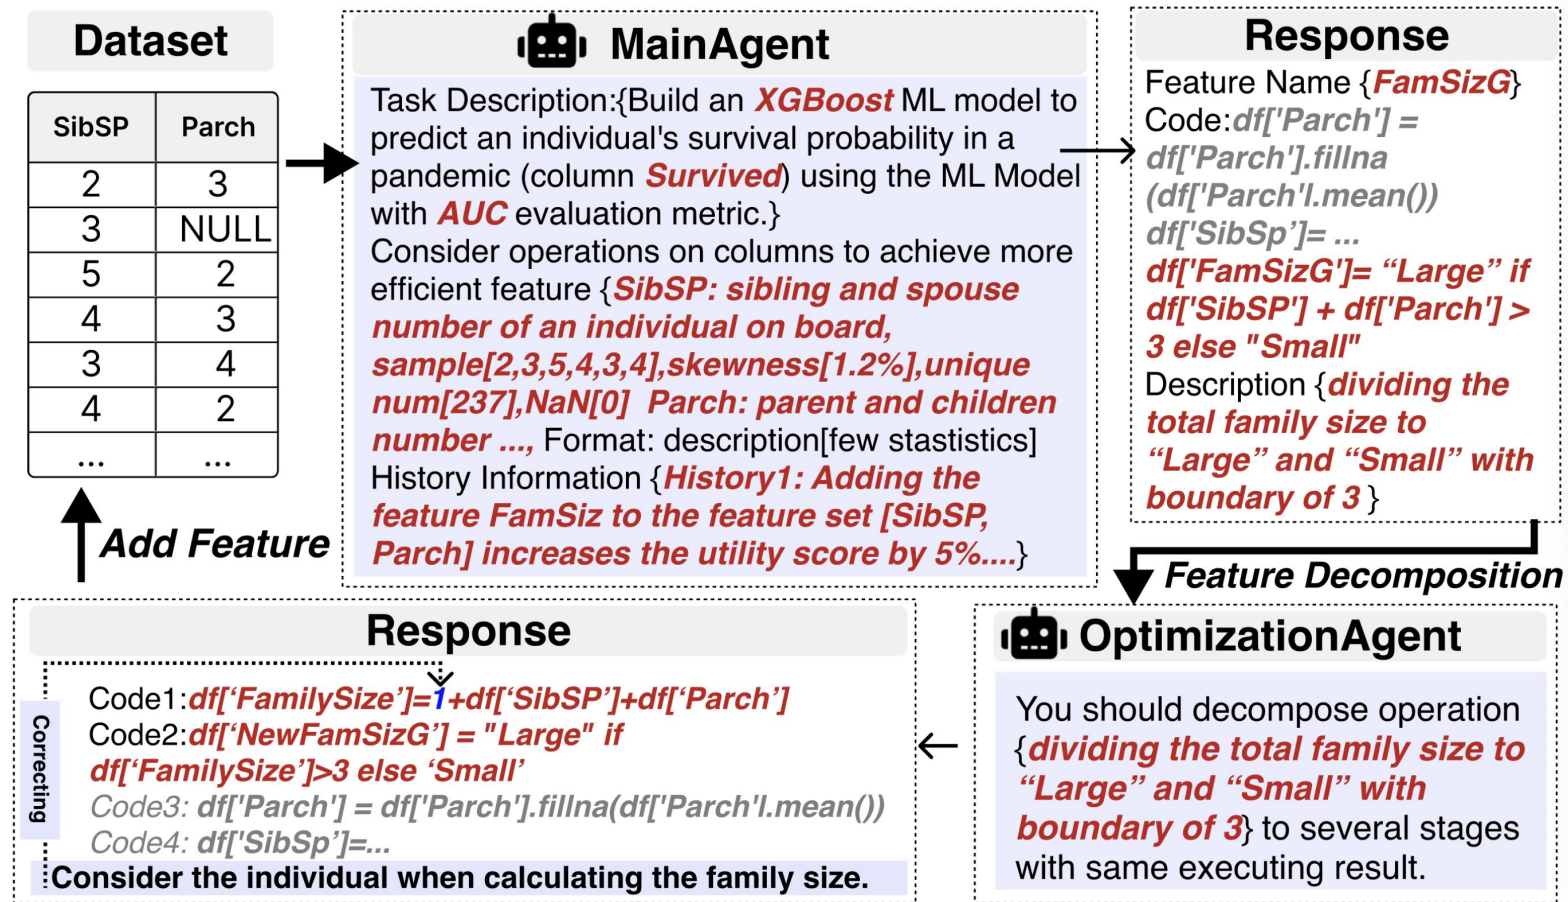 Dataset
SibSP Parch
2 3
3 NULL
5 2
4 3
3 4
4 2
... ...
Add Feature
MainAgent
Task Description:{Build an XGBoost ML model to
predict an individual's survival probability in a
pandemic (column Survived) using the ML Model
with AUC evaluation metric.}
Consider operations on columns to achieve more
efficient feature {SibSP: sibling and spouse
number of an individual on board,
sample[2,3,5,4,3,4],skewness[1.2%],unique
num[237],NaN[0] Parch: parent and children
number ..., Format: description[few stastistics]
History Information {History1: Adding the
feature FamSiz to the feature set [SibSP,
Parch] increases the utility score by 5%....}
Response
Feature Name {FamSizG}
Code:df['Parch'] =
df['Parch'].fillna
(df['Parch'l.mean())
df['SibSp’]= ...
df['FamSizG']= “Large” if
df['SibSP'] + df['Parch'] >
3 else "Small"
Description {dividing the
total family size to
“Large” and “Small” with
boundary of 3 }
Feature Decomposition
OptimizationAgent
You should decompose operation
{dividing the total family size to
“Large” and “Small” with
boundary of 3} to several stages
with same executing result.
Response
Correcting
Code1:df[‘FamilySize’]=1+df[‘SibSP’]+df[‘Parch’]
Code2:df[‘NewFamSizG’] = "Large" if
df[‘FamilySize’]>3 else ‘Small’
Code3: df['Parch’] = df['Parch’].fillna(df['Parch'l.mean())
Code4: df['SibSp’]=...
Consider the individual when calculating the family size.